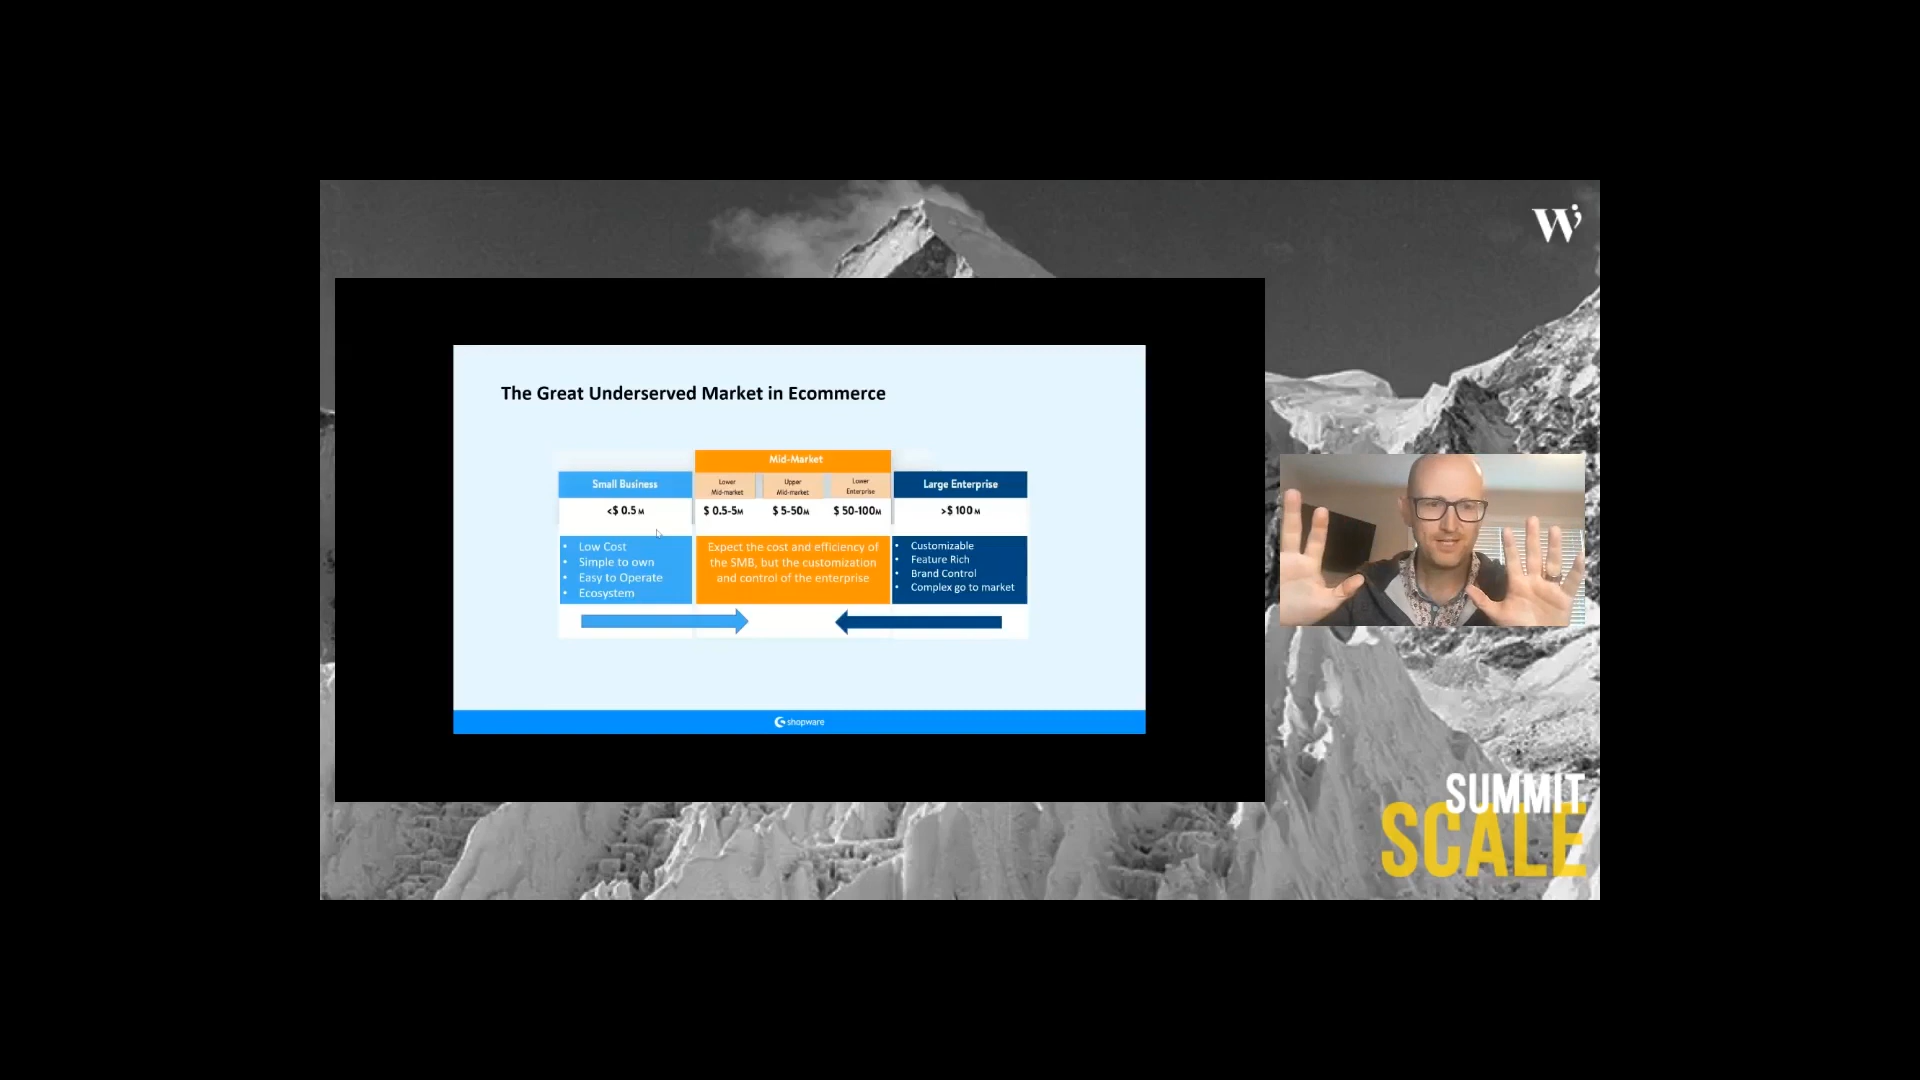 W
The Great Underserved Market in Ecommerce
Mid-Market
Small Business
Lower
Mid-market
Upper
Mid-market
Lower
Enterprise
Large Enterprise
<$ 0.5 M
$ 0.5-5M
$ 5-50M
$ 50-100M
>$ 100 M
• Low Cost
• Simple to own
• Easy to Operate
• Ecosystem
Expect the cost and efficiency of
the SMB, but the customization
and control of the enterprise
• Customizable
• Feature Rich
• Brand Control
• Complex go to market
shopware
SUMMIT
SCALE